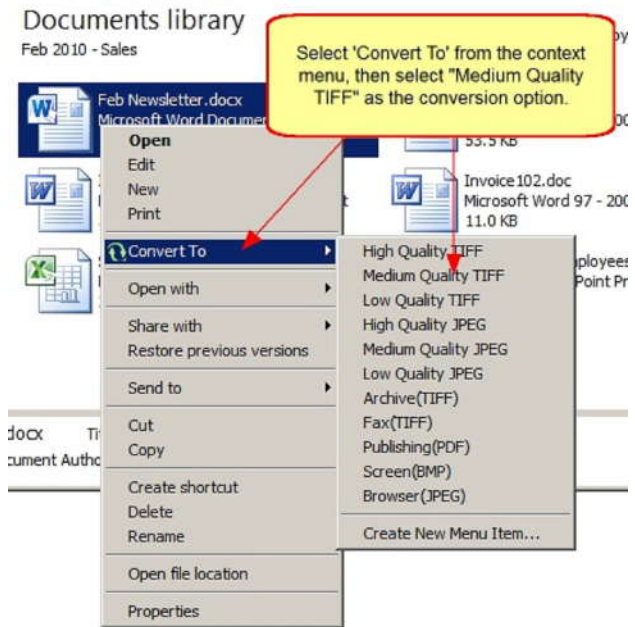 Documents library
Feb 2010 - Sales
Select 'Convert To' from the context
menu, then select "Medium Quality
TIFF" as the conversion option.
Feb Newsletter.docx
Microsoft Word Documen
53.5 KB
Invoice102.doc
Microsoft Word 97 - 200
11.0 KB
ployees
Point Pr
Open
Edit
New
Print
Convert To
Open with
Share with
Restore previous versions
Send to
Cut
Copy
Create shortcut
Delete
Rename
Open file location
Properties
High Quality TIFF
Medium Quality TIFF
Low Quality TIFF
High Quality JPEG
Medium Quality JPEG
Low Quality JPEG
Archive(TIFF)
Fax(TIFF)
Publishing(PDF)
Screen(BMP)
Browser(JPEG)
Create New Menu Item...
docx Ti
cument Autho